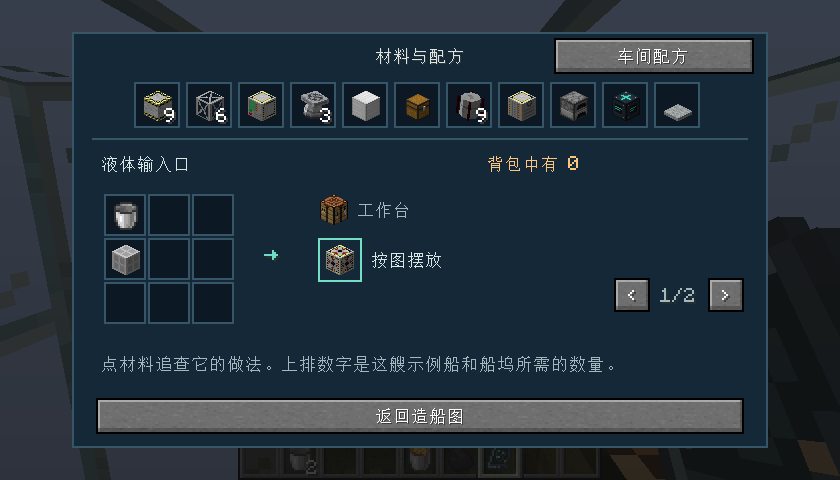 材料与配方
车间配方
9 6 3 9
液体输入口
背包中有 0
工作台
按图摆放
< 1/2 >
点材料追查它的做法。上排数字是这艘示例船和船坞所需的数量。
返回造船图
2